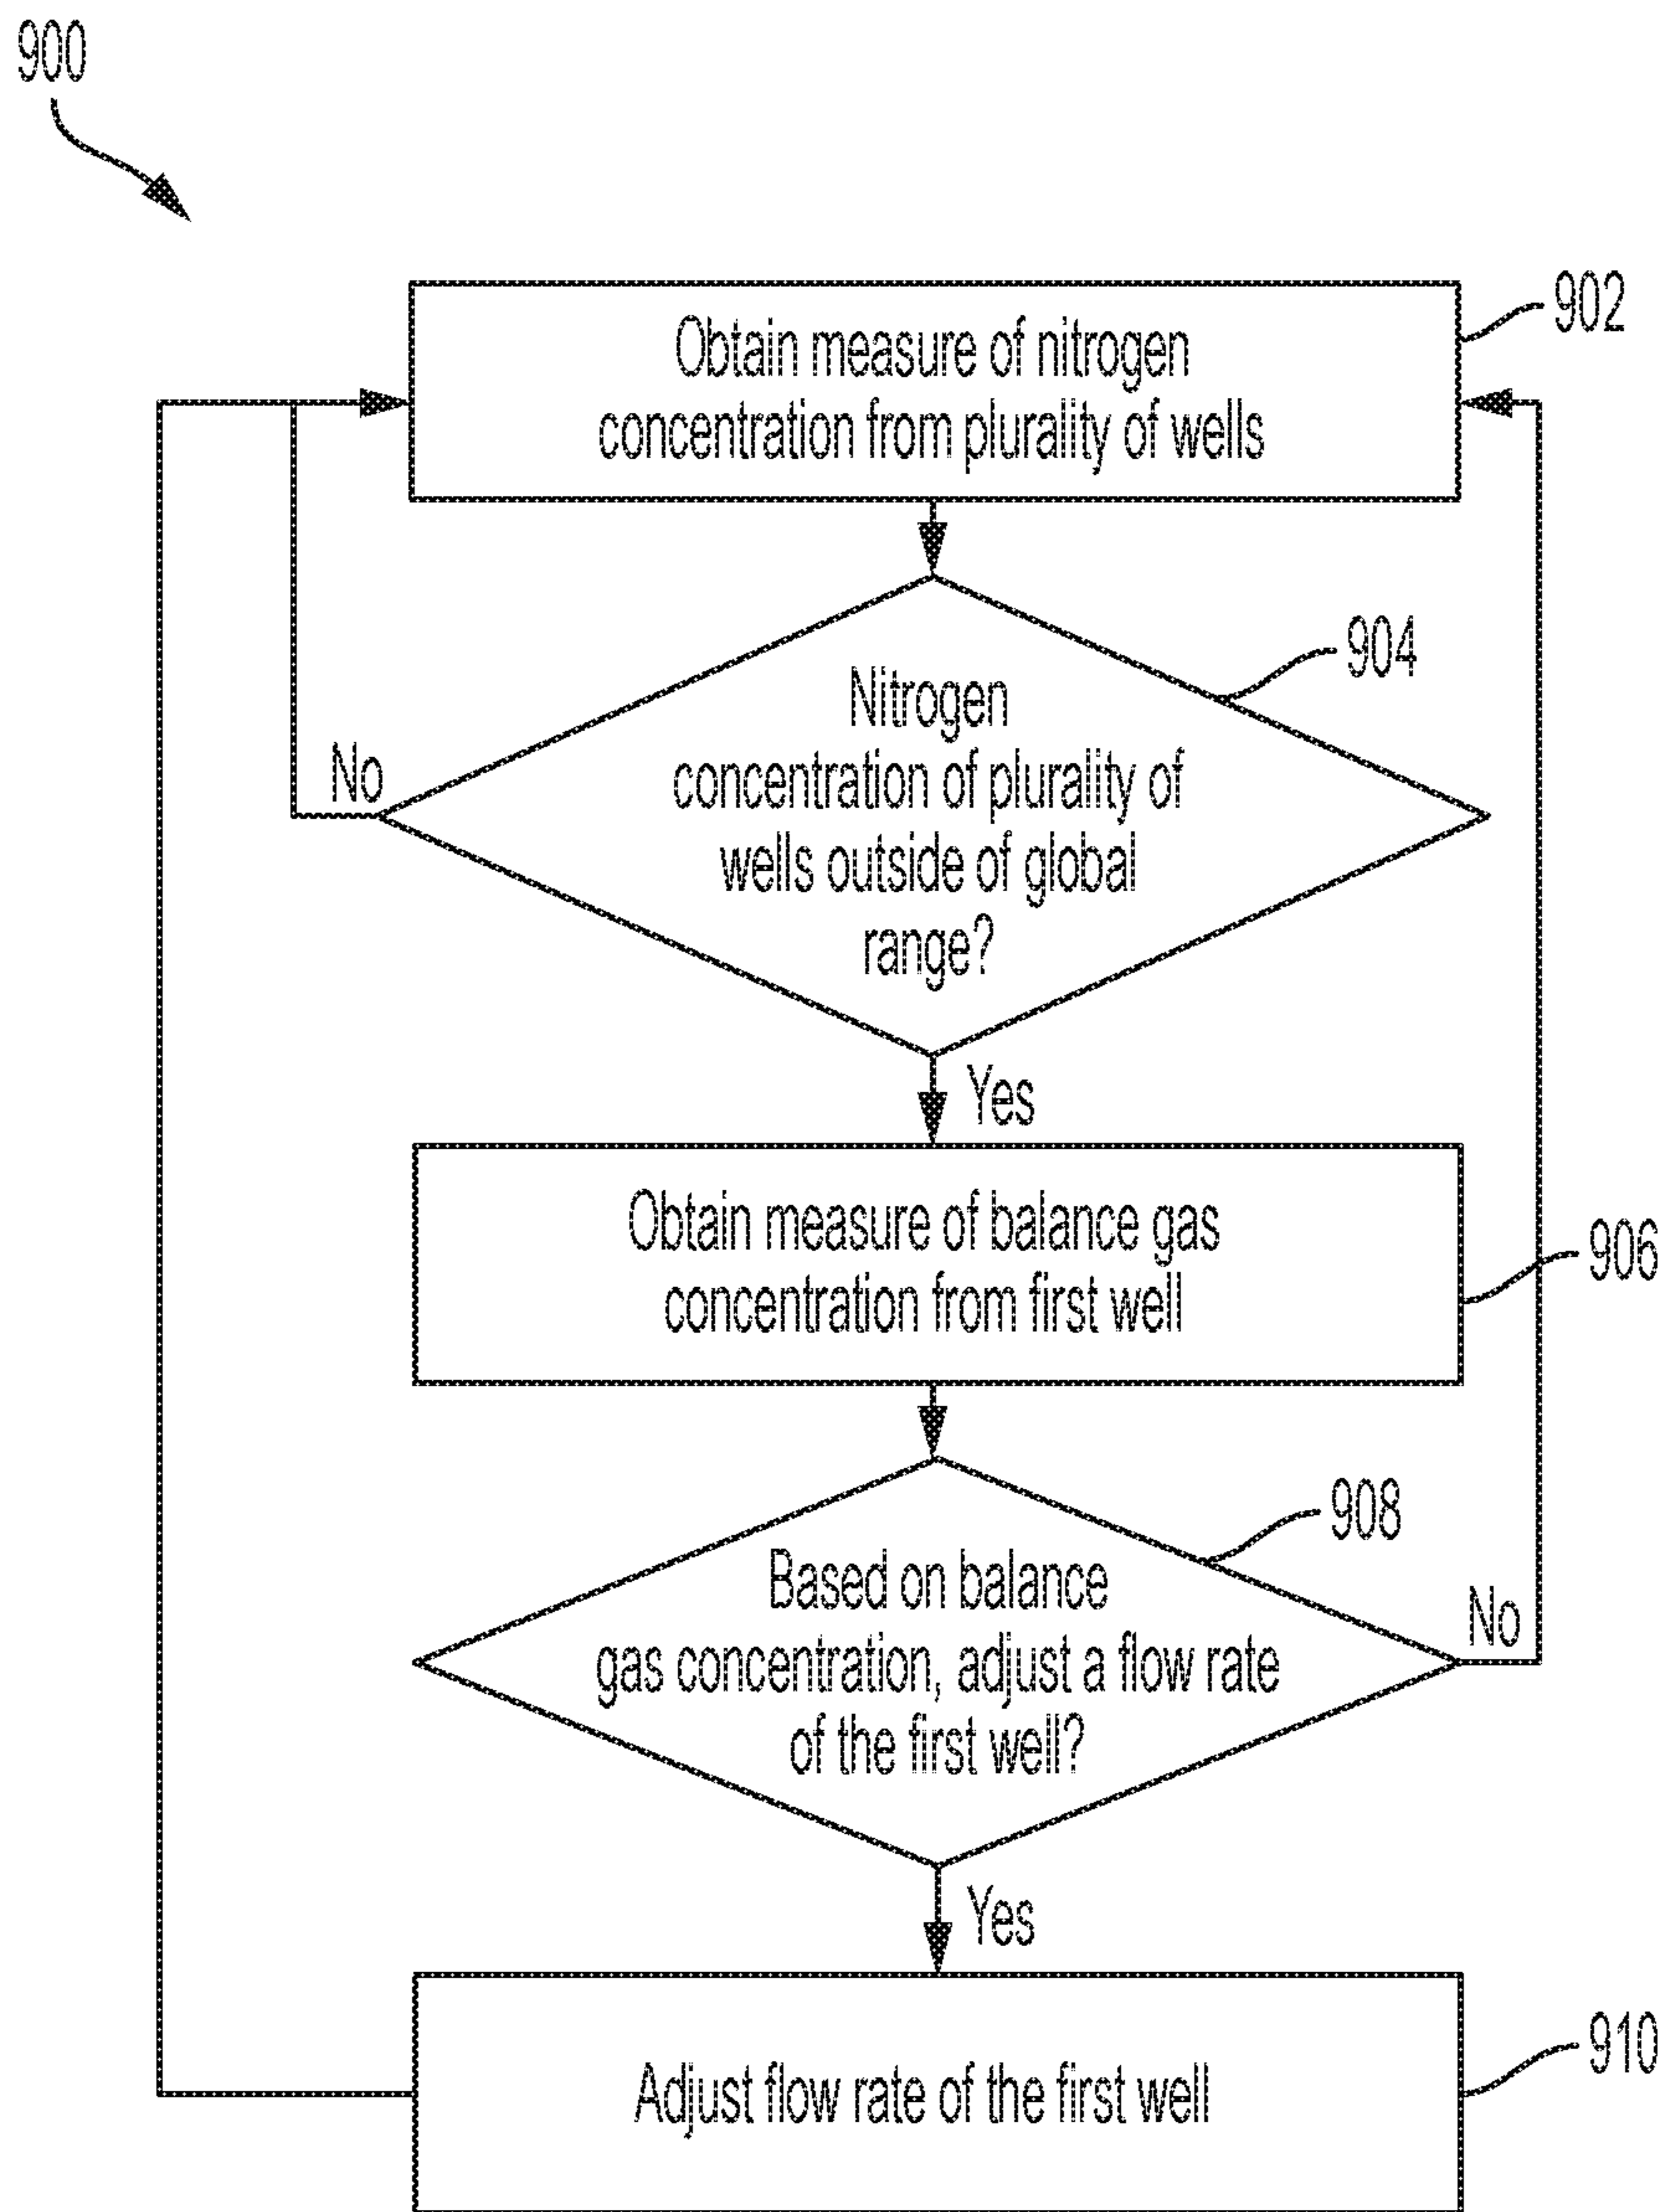 900
902
Obtain measure of nitrogen
concentration from plurality of wells
904
Nitrogen
concentration of plurality of
wells outside of global
range?
No
Yes
Obtain measure of balance gas
concentration from first well
906
908
Based on balance
gas concentration, adjust a flow rate
of the first well?
No
Yes
Adjust flow rate of the first well
910